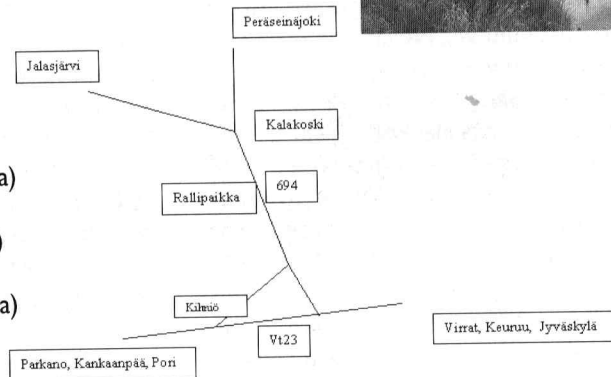 Peräseinäjoki
Jalasjärvi
Kalakoski
a)
694
Rallipaikka
)
a)
Kihniö
Virrat, Keuruu, Jyväskylä
Vt23
Parkano, Kankaanpää, Pori